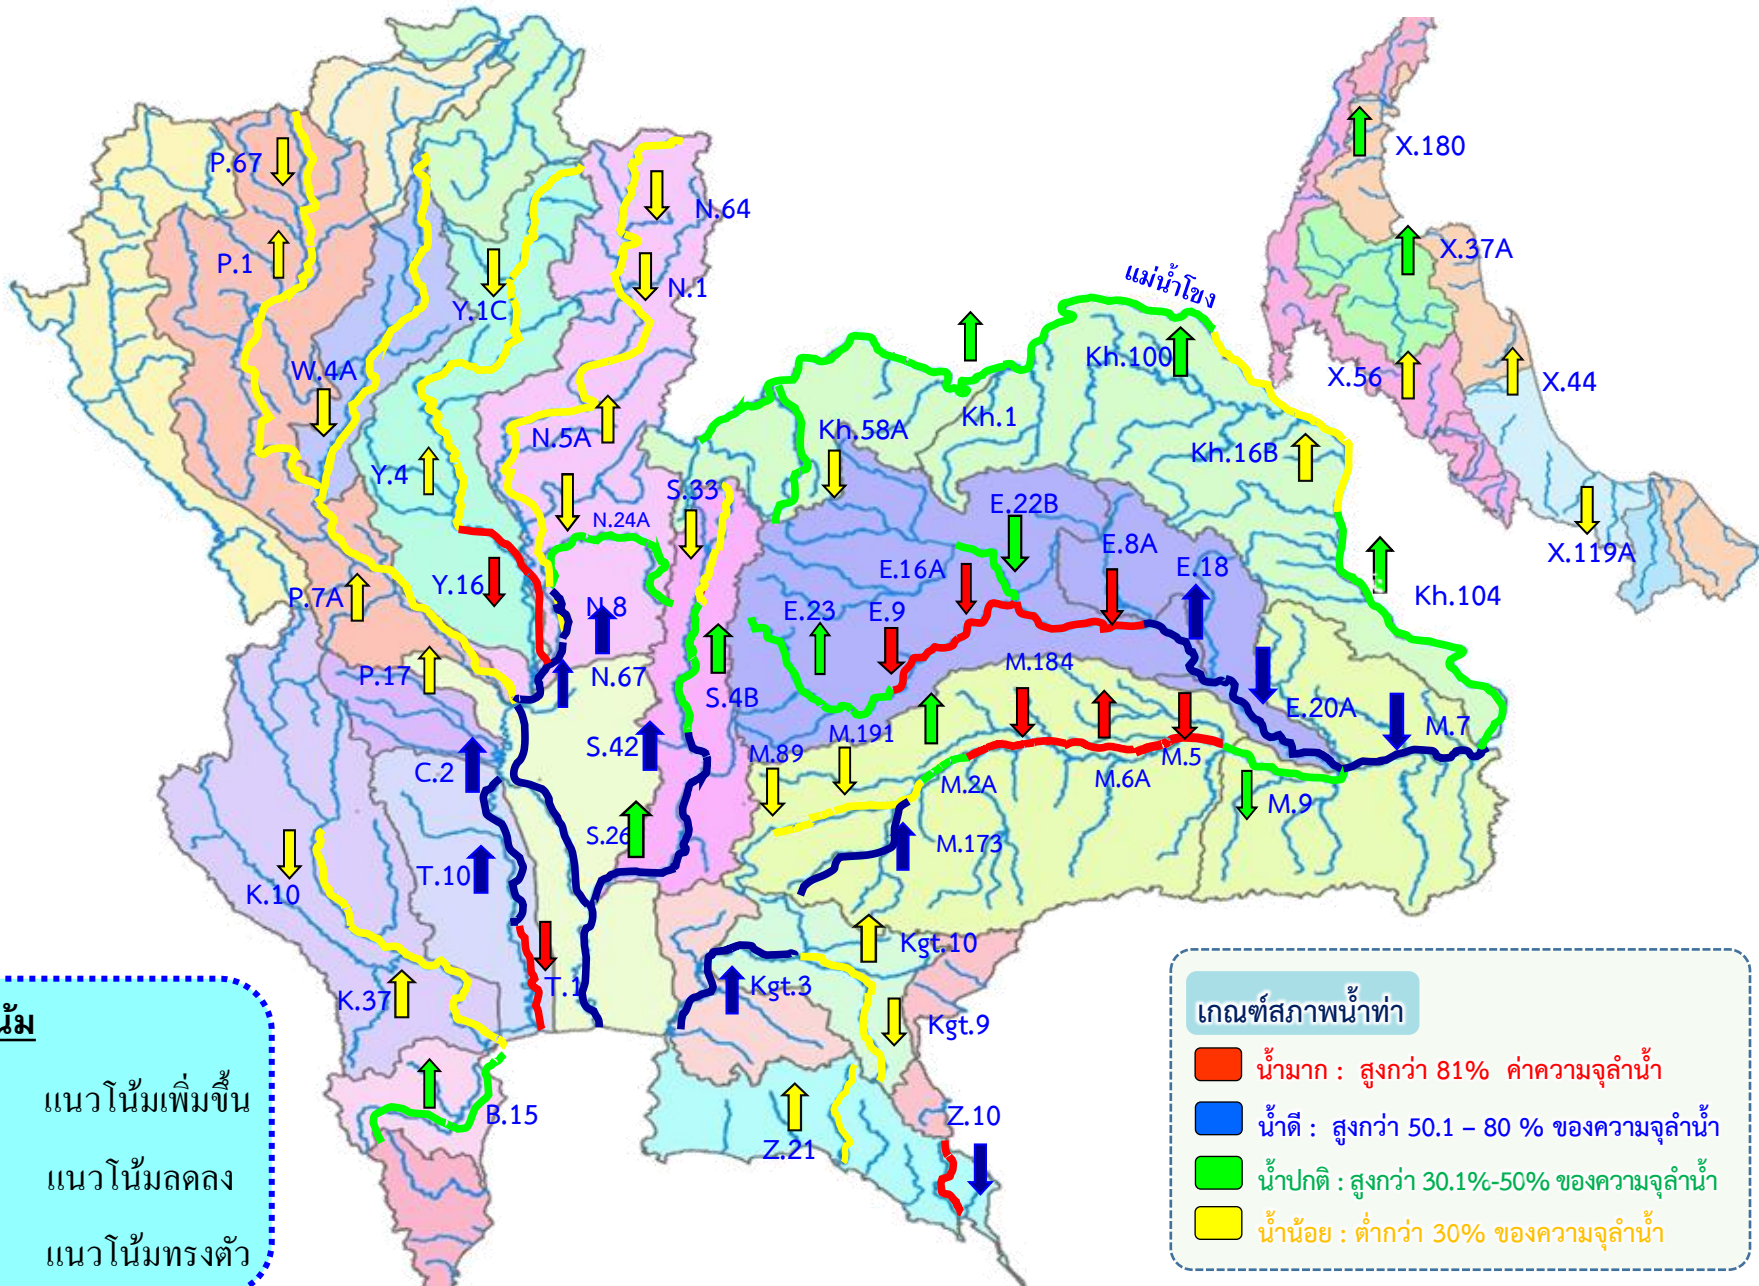 P.67
N.64
X.180
P.1
N.1
X.37A
แม่น้ำโขง
Y.1C
Kh.100
W.4A
X.56
X.44
Kh.1
Kh.58A
N.5A
Kh.16B
Y.4
S.33
N.24A
E.22B
E.8A
X.119A
E.16A
E.18
Y.16
P.7A
N.8
E.23
E.9
Kh.104
M.184
P.17
N.67
S.4B
E.20A
M.7
M.191
S.42
M.89
C.2
M.2A
M.6A
M.5
M.9
S.26
M.173
T.10
K.10
Kgt.10
T.1
Kgt.3
K.37
Kgt.9
B.15
Z.10
Z.21
แนวโน้มเพิ่มขึ้น
แนวโน้มลดลง
แนวโน้มทรงตัว
เกณฑ์สภาพน้ำท่า
น้ำมาก : สูงกว่า 81% ค่าความจุลำน้ำ
น้ำดี : สูงกว่า 50.1 – 80 % ของความจุลำน้ำ
น้ำปกติ : สูงกว่า 30.1%-50% ของความจุลำน้ำ
น้ำน้อย : ต่ำกว่า 30% ของความจุลำน้ำ